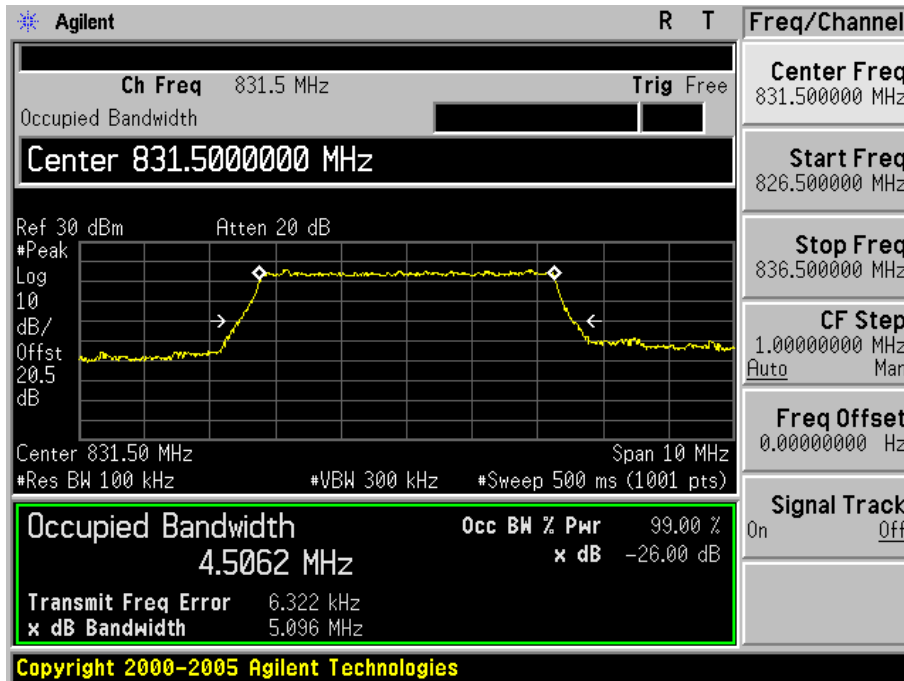 Agilent R T Freq/Channel
Ch Freq 831.5 MHz Trig Free
Occupied Bandwidth
Center 831.5000000 MHz
Ref 30 dBm Atten 20 dB
#Peak
Log
10
dB/
Offst
20.5
dB
Center 831.50 MHz Span 10 MHz
#Res BW 100 kHz #VBW 300 kHz #Sweep 500 ms (1001 pts)
Occupied Bandwidth Occ BW % Pwr 99.00 %
4.5062 MHz x dB -26.00 dB
Transmit Freq Error 6.322 kHz
x dB Bandwidth 5.096 MHz
Copyright 2000-2005 Agilent Technologies
Center Freq
831.500000 MHz
Start Freq
826.500000 MHz
Stop Freq
836.500000 MHz
CF Step
1.00000000 MHz
Auto Man
Freq Offset
0.00000000 Hz
Signal Track
On Off